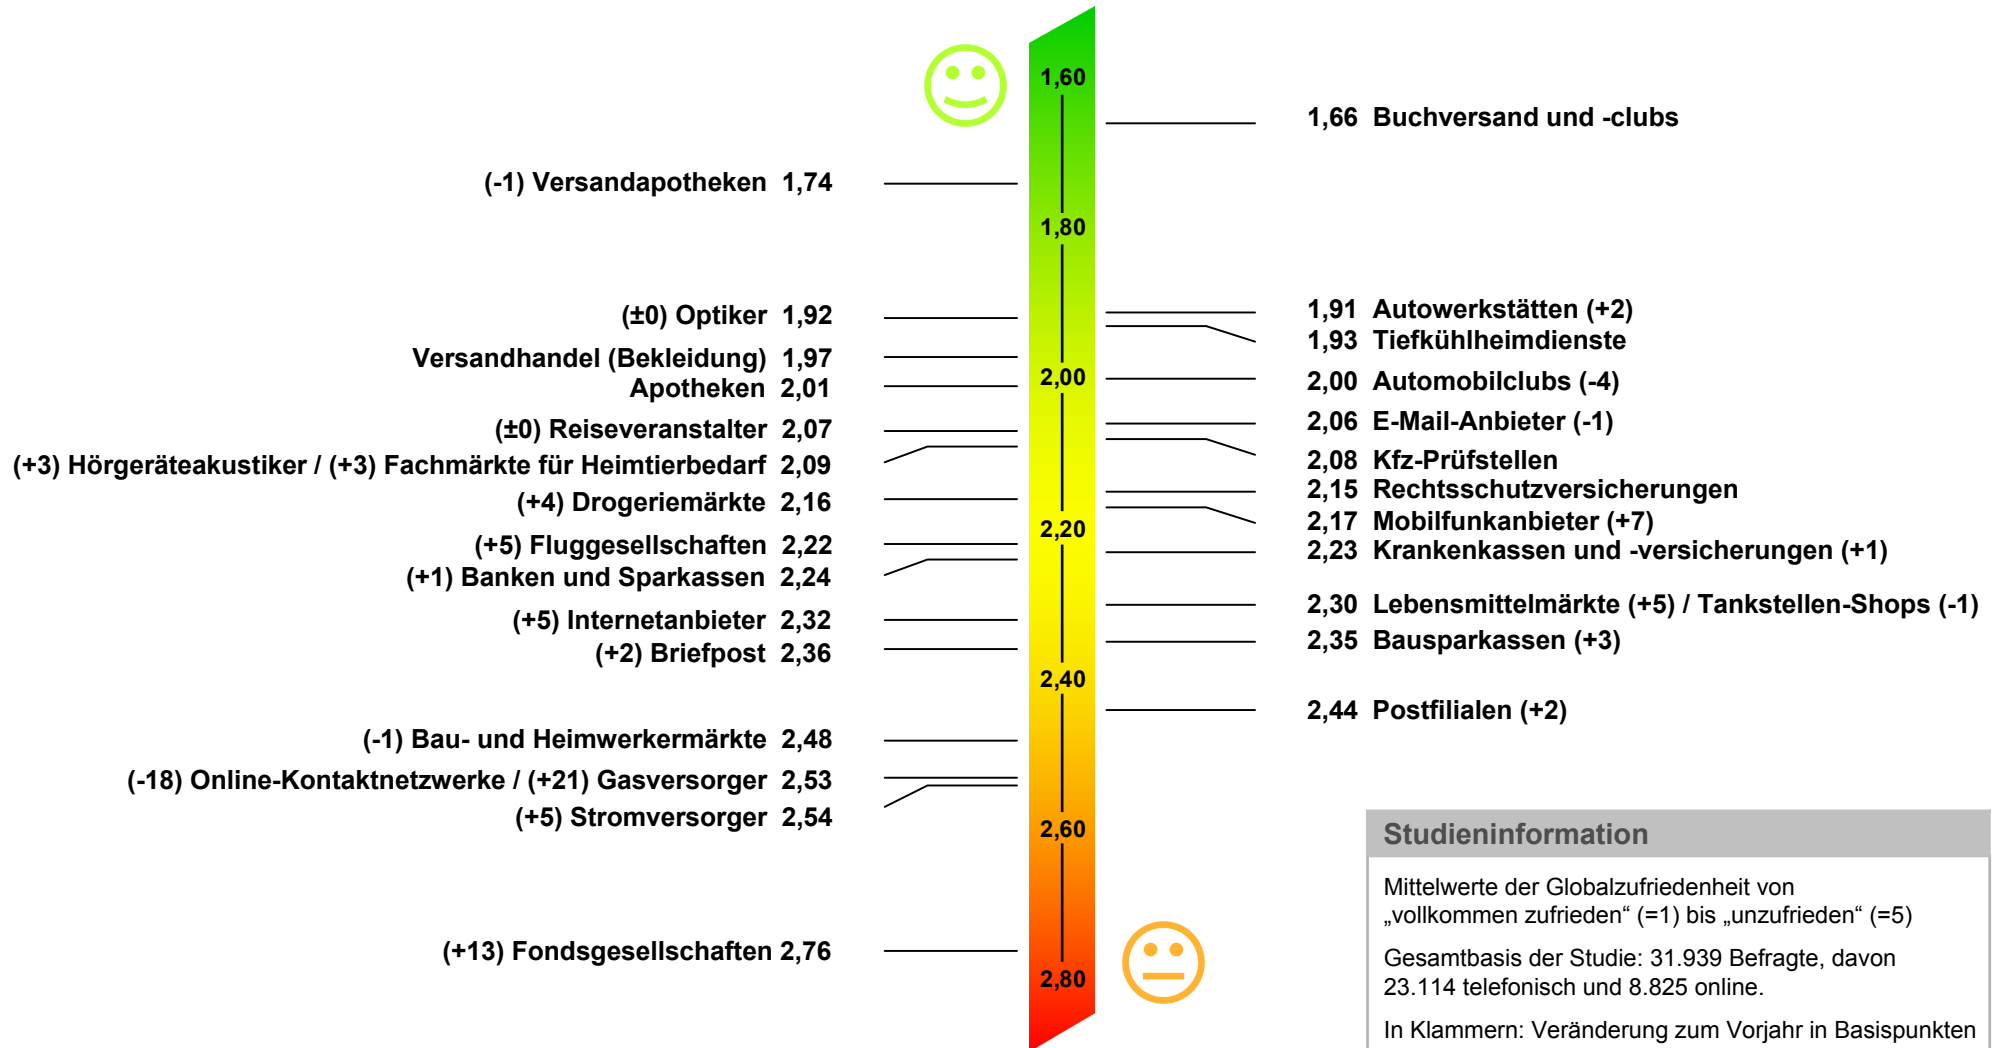 (-1) Versandapotheken 1,74
(±0) Optiker 1,92
Versandhandel (Bekleidung) 1,97
Apotheken 2,01
(±0) Reiseveranstalter 2,07
(+3) Hörgeräteakustiker / (+3) Fachmärkte für Heimtierbedarf 2,09
(+4) Drogeriemärkte 2,16
(+5) Fluggesellschaften 2,22
(+1) Banken und Sparkassen 2,24
(+5) Internetanbieter 2,32
(+2) Briefpost 2,36
(-1) Bau- und Heimwerkermärkte 2,48
(-18) Online-Kontaktnetzwerke / (+21) Gasversorger 2,53
(+5) Stromversorger 2,54
(+13) Fondsgesellschaften 2,76
1,60
1,80
2,00
2,20
2,40
2,60
2,80
1,66 Buchversand und -clubs
1,91 Autowerkstätten (+2)
1,93 Tiefkühlheimdienste
2,00 Automobilclubs (-4)
2,06 E-Mail-Anbieter (-1)
2,08 Kfz-Prüfstellen
2,15 Rechtsschutzversicherungen
2,17 Mobilfunkanbieter (+7)
2,23 Krankenkassen und -versicherungen (+1)
2,30 Lebensmittelmärkte (+5) / Tankstellen-Shops (-1)
2,35 Bausparkassen (+3)
2,44 Postfilialen (+2)
Studieninformation
Mittelwerte der Globalzufriedenheit von
„vollkommen zufrieden“ (=1) bis „unzufrieden“ (=5)
Gesamtbasis der Studie: 31.939 Befragte, davon
23.114 telefonisch und 8.825 online.
In Klammern: Veränderung zum Vorjahr in Basispunkten